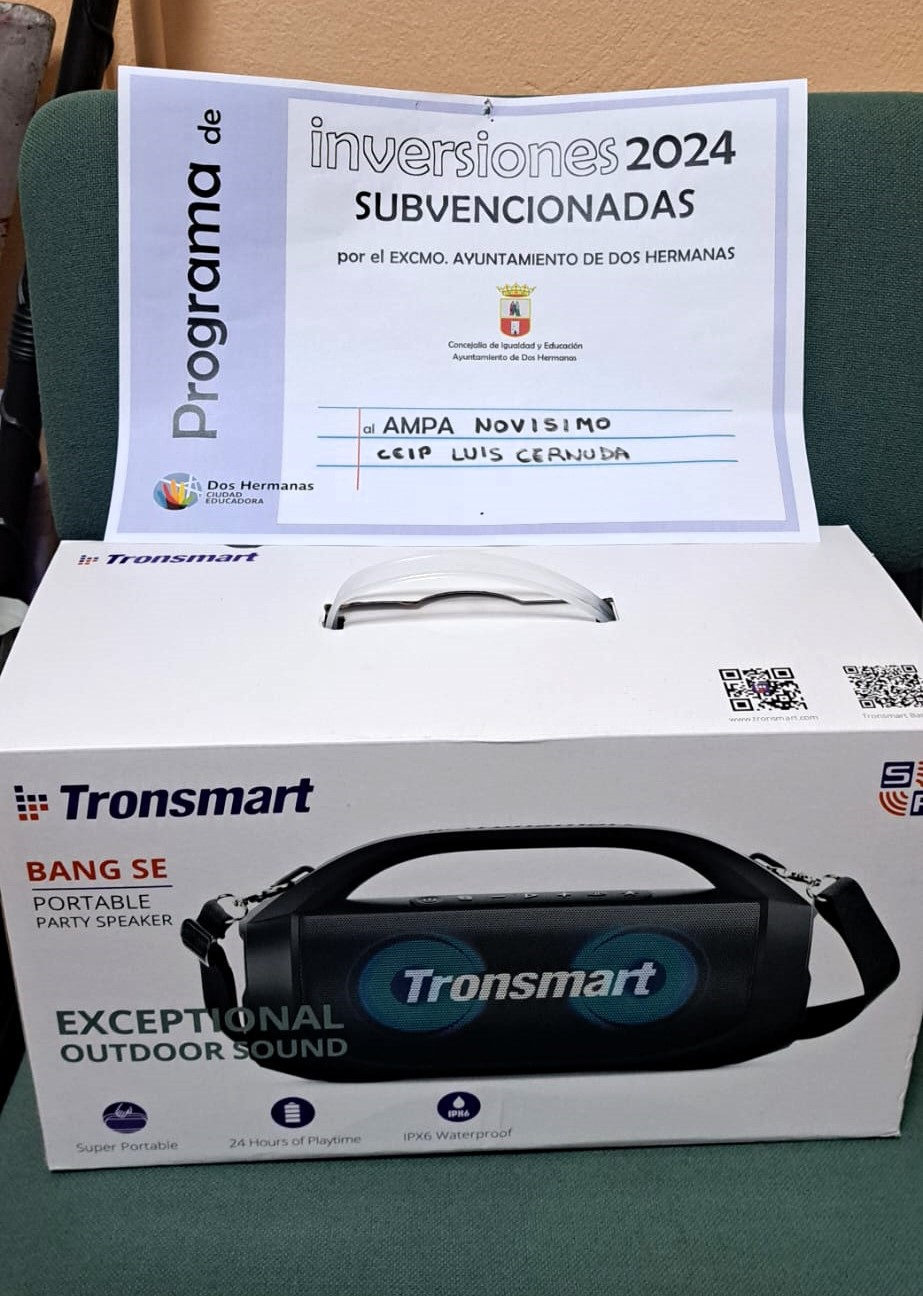 Programa de
inversiones 2024
SUBVENCIONADAS
por el EXCMO. AYUNTAMIENTO DE DOS HERMANAS
Concejalía de Igualdad y Educación
Ayuntamiento de Dos Hermanas
al AMPA NOVISIMO
CEIP LUIS CERNUDA
Dos Hermanas
CIUDAD
EDUCADORA
Tronsmart
www.tronsmart.com
Tronsmart
Tronsmart
BANG SE
PORTABLE
PARTY SPEAKER
Tronsmart
EXCEPTIONAL
OUTDOOR SOUND
IPX6
Super Portable
24 Hours of Playtime
IPX6 Waterproof